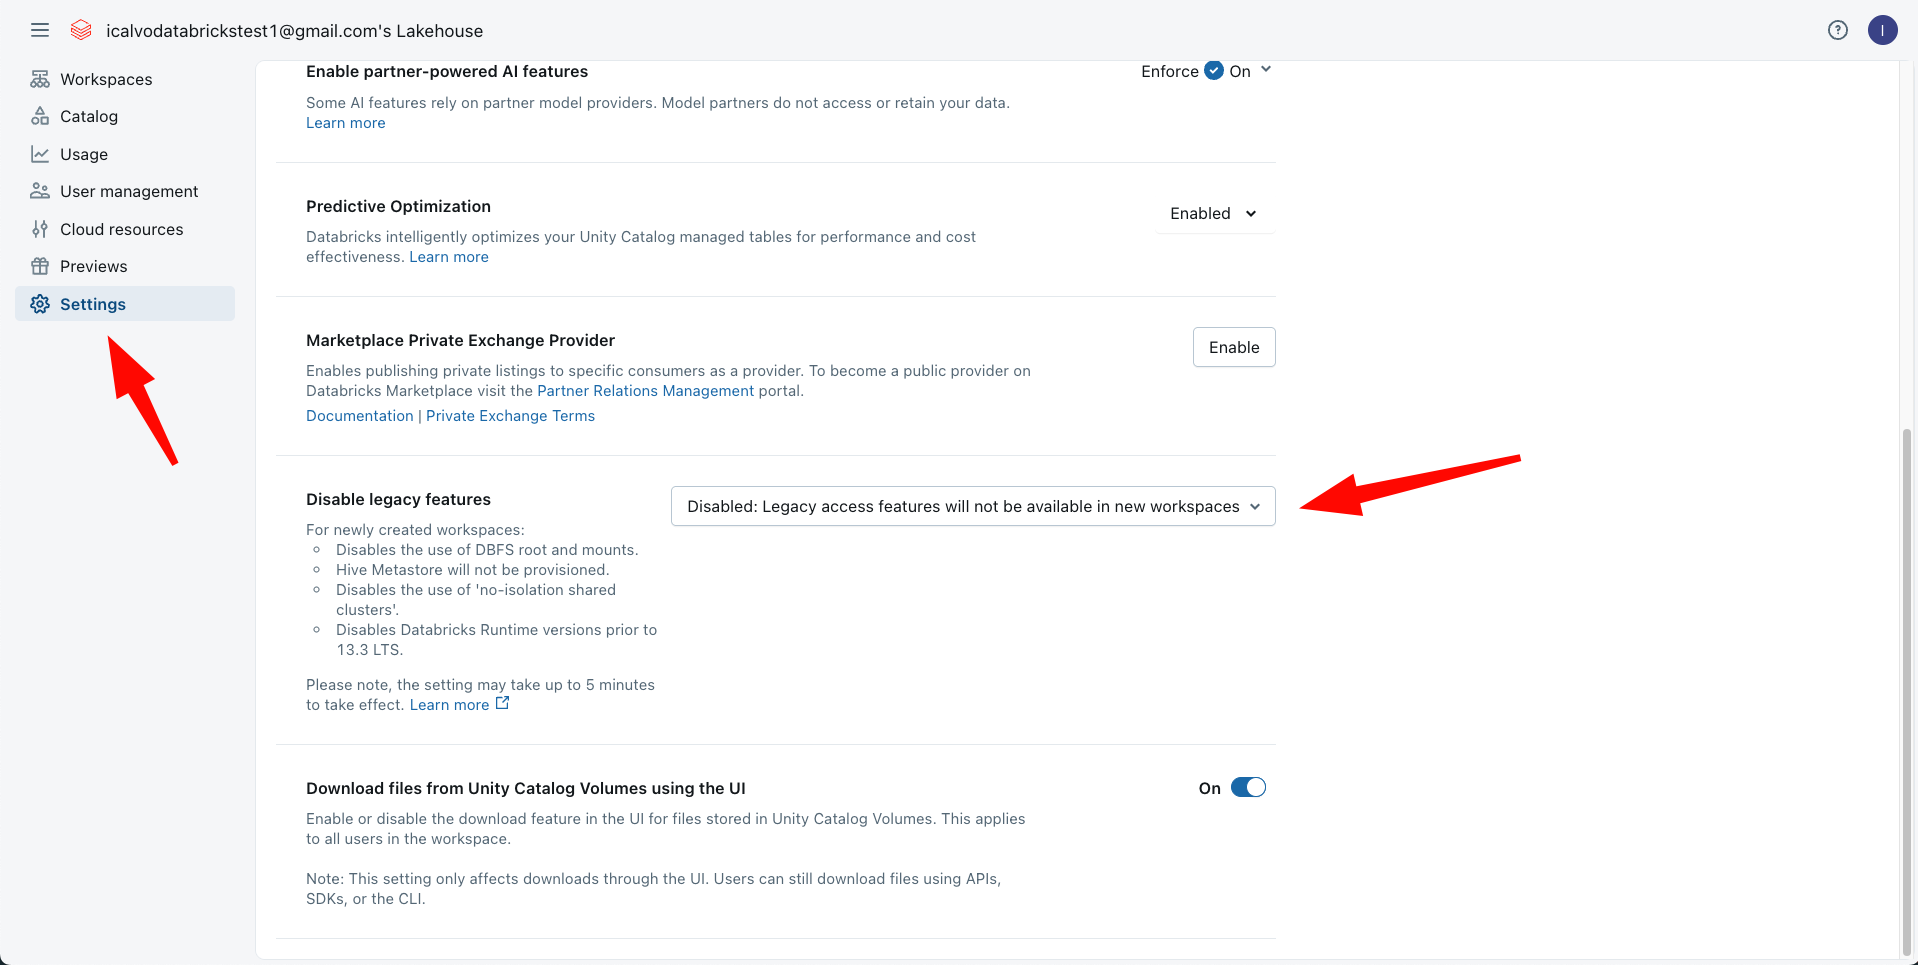 icalvodatabrickstest1@gmail.com's Lakehouse
?
I
Workspaces
Catalog
Usage
User management
Cloud resources
Previews
Settings
Enable partner-powered AI features
Enforce On
Some AI features rely on partner model providers. Model partners do not access or retain your data.
Learn more
Predictive Optimization
Enabled
Databricks intelligently optimizes your Unity Catalog managed tables for performance and cost
effectiveness. Learn more
Marketplace Private Exchange Provider
Enable
Enables publishing private listings to specific consumers as a provider. To become a public provider on
Databricks Marketplace visit the Partner Relations Management portal.
Documentation | Private Exchange Terms
Disable legacy features
Disabled: Legacy access features will not be available in new workspaces
For newly created workspaces:
Disables the use of DBFS root and mounts.
Hive Metastore will not be provisioned.
Disables the use of 'no-isolation shared
clusters'.
Disables Databricks Runtime versions prior to
13.3 LTS.
Please note, the setting may take up to 5 minutes
to take effect. Learn more
Download files from Unity Catalog Volumes using the UI
On
Enable or disable the download feature in the UI for files stored in Unity Catalog Volumes. This applies
to all users in the workspace.
Note: This setting only affects downloads through the UI. Users can still download files using APIs,
SDKs, or the CLI.